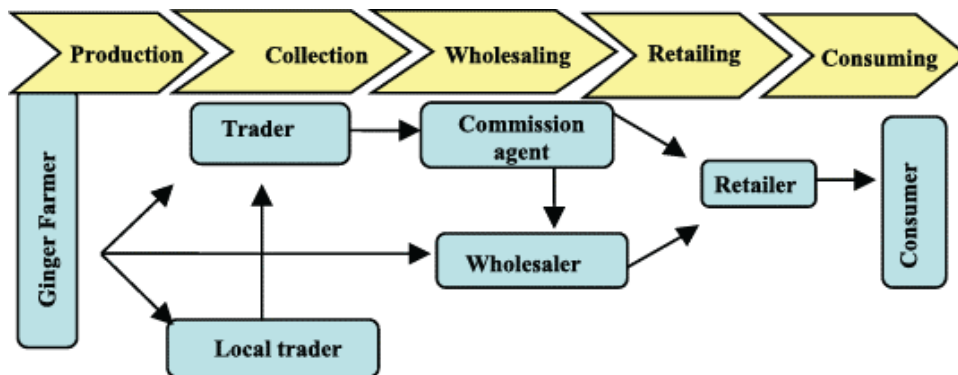 Production
Collection
Wholesaling
Retailing
Consuming
Ginger Farmer
Trader
Commission
agent
Retailer
Consumer
Wholesaler
Local trader